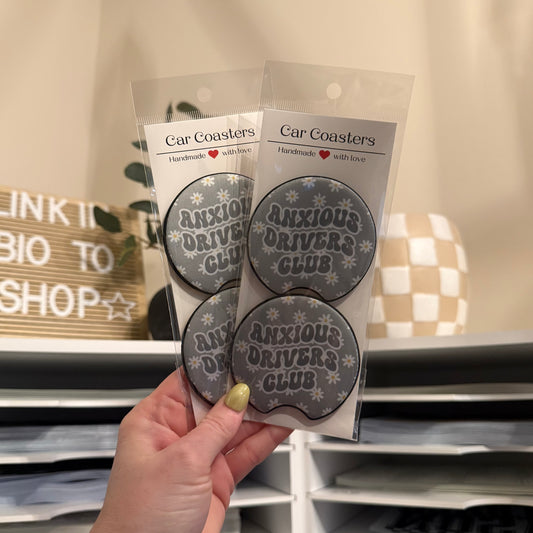 LINK IN
BIO TO
SHOP☆
Car Coasters
Handmade ❤ with love
ANXIOUS
DRIVERS
CLUB
ANXIOUS
DRIVERS
CLUB
Car Coasters
Handmade ❤ with love
ANXIOUS
DRIVERS
CLUB
ANXIOUS
DRIVERS
CLUB